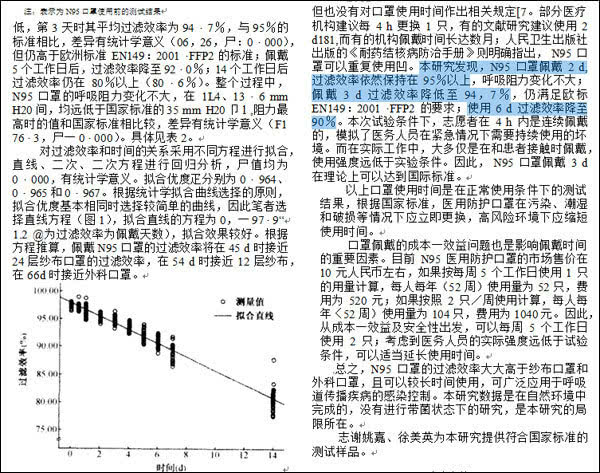 注，表示为 N95 口罩使用前的测试结果
低，第 3 天时其平均过滤效率为 94·7%，与 95%的
标准相比，差异有统计学意义（06，26，尸：0·000），
但仍高于欧洲标准 EN149：2001·FFP2 的标准；佩戴
5 个工作日后，过滤效率降至 92·0%；14 个工作日后
过滤效率仍在 80%以上（80·6%）。整个过程中，
N95 口罩的呼吸阻力变化不大，在 1L4、13·6 mm
H20 间，均远低于国家标准的 35 mm H20 卩 1,阻力最
高时的值和国家标准相比较，差异有统计学意义（F1
76·3，尸一 0·000）。具体见表 2。
对过滤效率和时间的关系采用不同方程进行拟合，
直线、二次、二次方程进行回归分析，尸值均为
0·000，有统计学意义。拟合优度正分别为 0·964、
0·965 和 0·967。根据统计学拟合曲线选择的原则，
拟合优度基本相同时选择较简单的曲线，因此笔者选
择直线方程（图 1），拟合直线的方程为 0，一 97·9“
1.2 @为过滤效率为佩戴天数），拟合效果较好。根据
方程推算，佩戴 N95 口罩的过滤效率将在 45 d 时接近
24 层纱布口罩的过滤效率，在 54 d 时接近 12 层纱布，
在 66d 时接近外科口罩。
100.00
95.00
90.00
85.00
80.00
75.00
过滤效率(%)
测量值
拟合直线
0 2 4 6 8 10 12 14
时间(d)
但也没有对口罩使用时间作出相关规定[7。部分医疗
机构建议每 4 h 更换 1 只，有的文献研究建议使用 2
d181,而有的机构佩戴时间长达数月；人民卫生出版社
出版的《耐药结核病防治手册》则明确指出，N95 口
罩可以重复使用凹。本研究发现，N95 口罩佩戴 2 d,
过滤效率依然保持在 95%以上，呼吸阻力变化不大；
佩戴 3 d 过滤效率降至 94，7%，仍满足欧标
EN149：2001·FFP2 的要求；使用 6 d 过滤效率降至
90%。本次试验条件下，志愿者在 4 h 内是连续佩戴
的，模拟了医务人员在紧急情况下需要持续使用的环
境。而在实际工作中，大多仅是在和患者接触时佩戴，
使用强度远低于实验条件。因此，N95 口罩佩戴 3 d
在理论上可以达到国际标准。
以上口罩使用时间是在正常使用条件下的测试
结果，根据国家标准，医用防护口罩在污染、潮湿
和破损等情况下应立即更换，高风险环境下应缩短
使用时间。
口罩佩戴的成本一效益问题也是影响佩戴时间
的重要因素。目前 N95 医用防护口罩的市场售价在
10 元人民币左右，如果按每周 5 个工作日使用 1 只
的用量计算，每人每年（52 周）使用量为 52 只，费
用为 520 元；如果按照 2 只／周使用计算，每人每
年＜52 周）使用量为 104 只，费用为 1040 元。因此，
从成本一效益及安全性出发，可以每周 5 个工作日
使用 2 只；考虑到医务人员的实际强度远低于试验
条件，可以适当延长使用时间。
总之，N95 口罩的过滤效率大大高于纱布口罩和
外科口罩，且可以较长时间使用，可广泛应用于呼吸
道传播疾病的感染控制。本研究数据是在自然环境中
完成的，没有进行带菌状态下的研究，是本研究的局
限所在。
志谢姚嘉、徐美英为本研究提供符合国家标准的
测试样品。